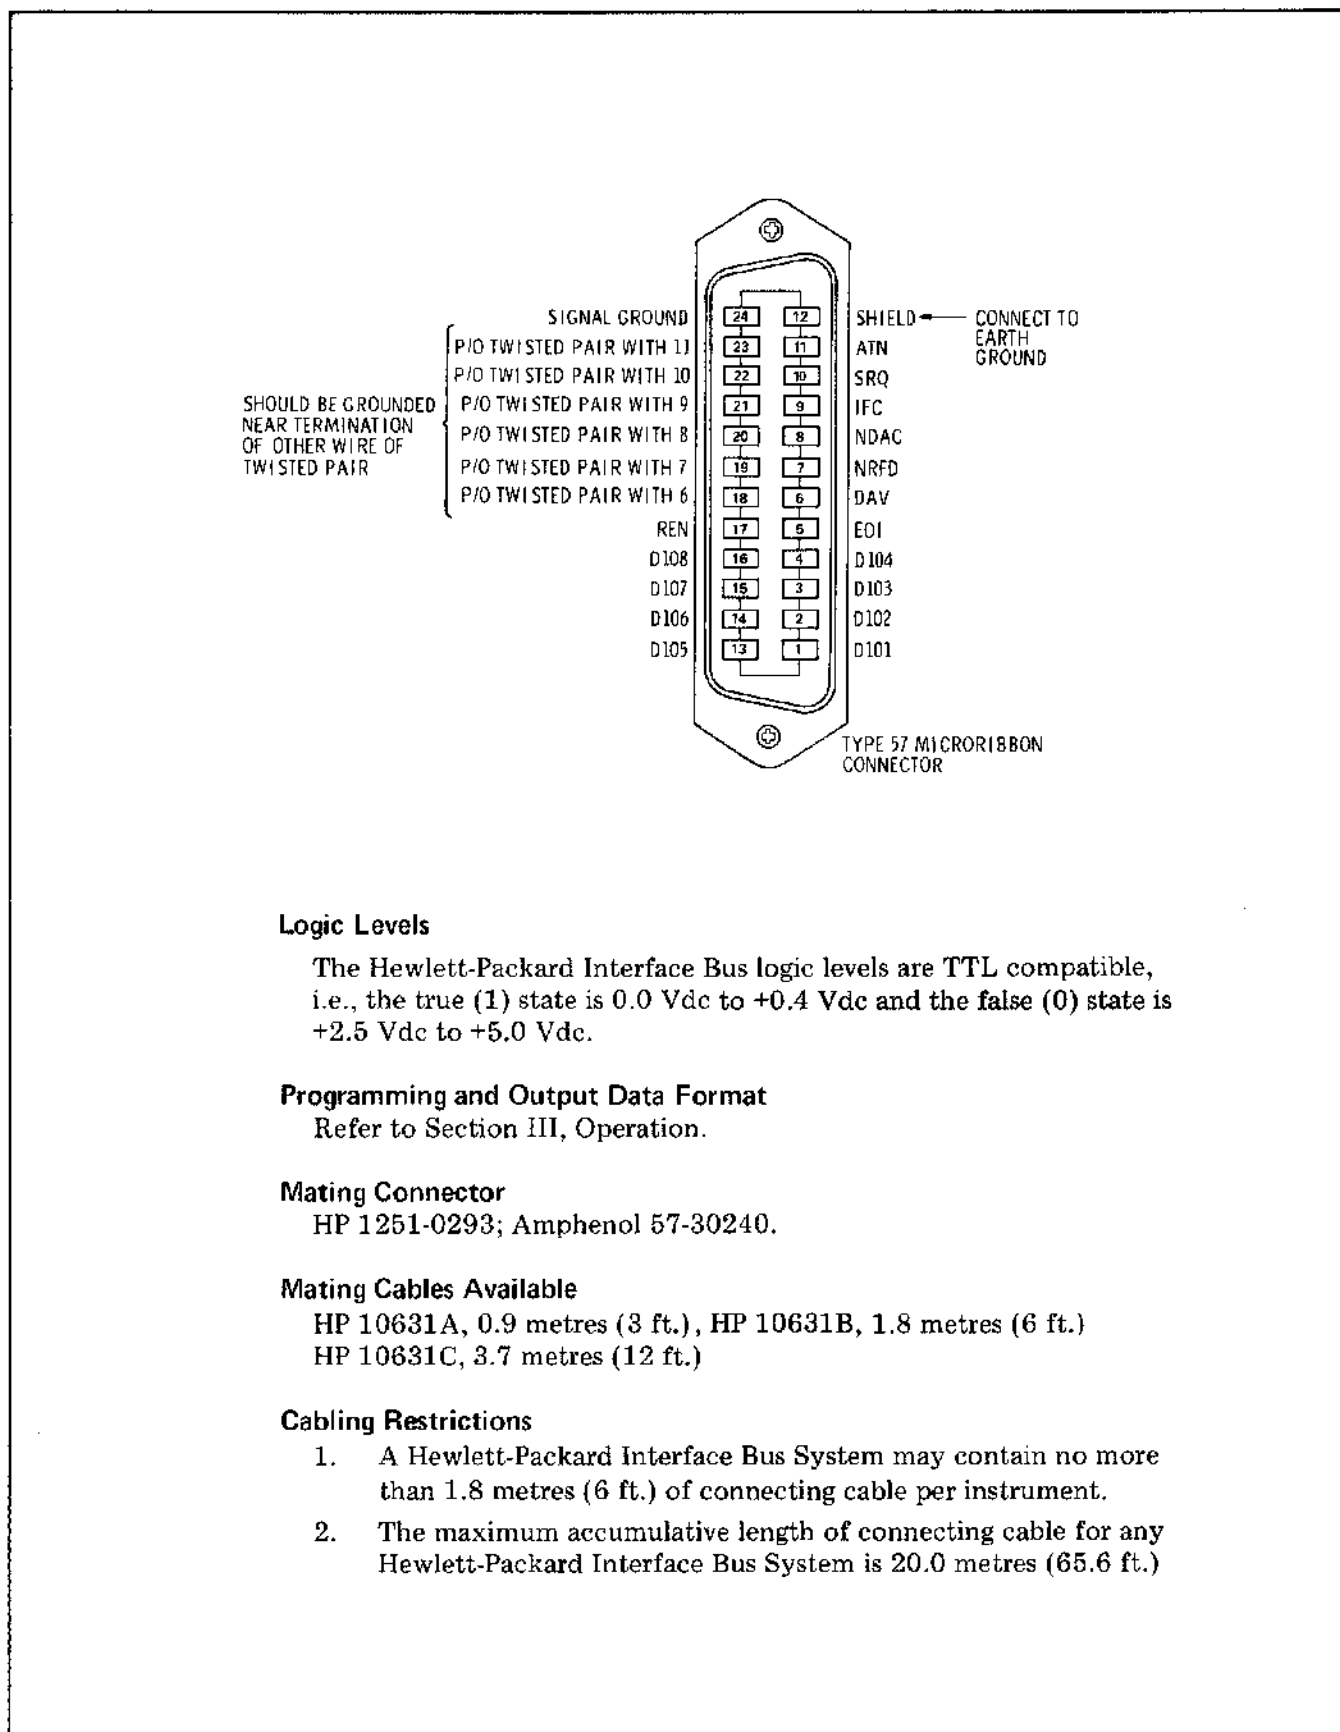 SIGNAL GROUND 24 12 SHIELD CONNECT TO
EARTH
GROUND
P/O TWISTED PAIR WITH 11 23 11 ATN
P/O TWISTED PAIR WITH 10 22 10 SRQ
P/O TWISTED PAIR WITH 9 21 9 IFC
P/O TWISTED PAIR WITH 8 20 8 NDAC
P/O TWISTED PAIR WITH 7 19 7 NRFD
P/O TWISTED PAIR WITH 6 18 6 DAV
SHOULD BE GROUNDED
NEAR TERMINATION
OF OTHER WIRE OF
TWISTED PAIR
REN 17 5 EOI
D108 16 4 D104
D107 15 3 D103
D106 14 2 D102
D105 13 1 D101
TYPE 57 MICRORIBBON
CONNECTOR
Logic Levels
The Hewlett-Packard Interface Bus logic levels are TTL compatible,
i.e., the true (1) state is 0.0 Vdc to +0.4 Vdc and the false (0) state is
+2.5 Vdc to +5.0 Vdc.
Programming and Output Data Format
Refer to Section III, Operation.
Mating Connector
HP 1251-0293; Amphenol 57-30240.
Mating Cables Available
HP 10631A, 0.9 metres (3 ft.), HP 10631B, 1.8 metres (6 ft.)
HP 10631C, 3.7 metres (12 ft.)
Cabling Restrictions
1. A Hewlett-Packard Interface Bus System may contain no more
than 1.8 metres (6 ft.) of connecting cable per instrument.
2. The maximum accumulative length of connecting cable for any
Hewlett-Packard Interface Bus System is 20.0 metres (65.6 ft.)